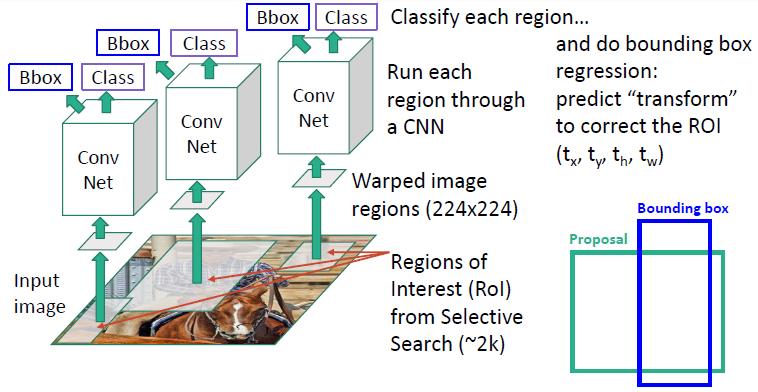 Bbox Class
Bbox Class
Bbox Class
Classify each region…
and do bounding box
regression:
predict “transform”
to correct the ROI
(tx, ty, th, tw)
Run each
region through
a CNN
Conv
Net
Conv
Net
Conv
Net
Warped image
regions (224x224)
Regions of
Interest (RoI)
from Selective
Search (~2k)
Input
image
Bounding box
Proposal